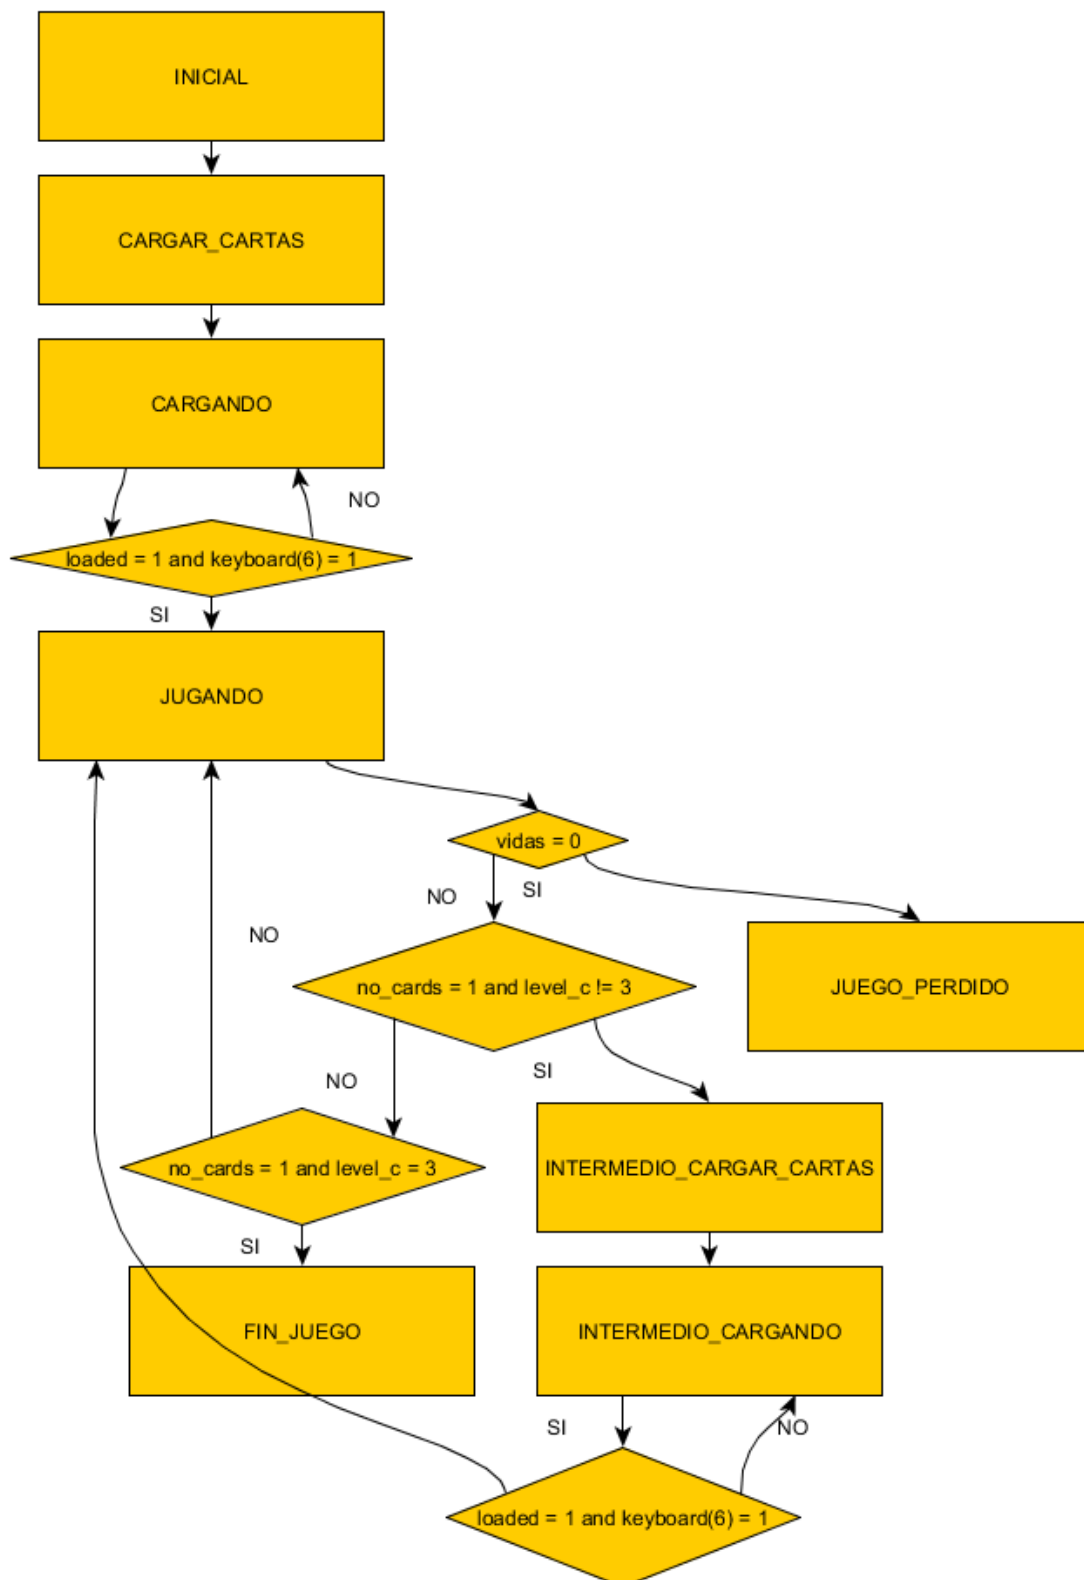 INICIAL
CARGAR_CARTAS
CARGANDO
NO
loaded = 1 and keyboard(6) = 1
SI
JUGANDO
vidas = 0
NO
SI
NO
JUEGO_PERDIDO
no_cards = 1 and level_c != 3
NO
SI
no_cards = 1 and level_c = 3
INTERMEDIO_CARGAR_CARTAS
SI
FIN_JUEGO
INTERMEDIO_CARGANDO
SI
NO
loaded = 1 and keyboard(6) = 1